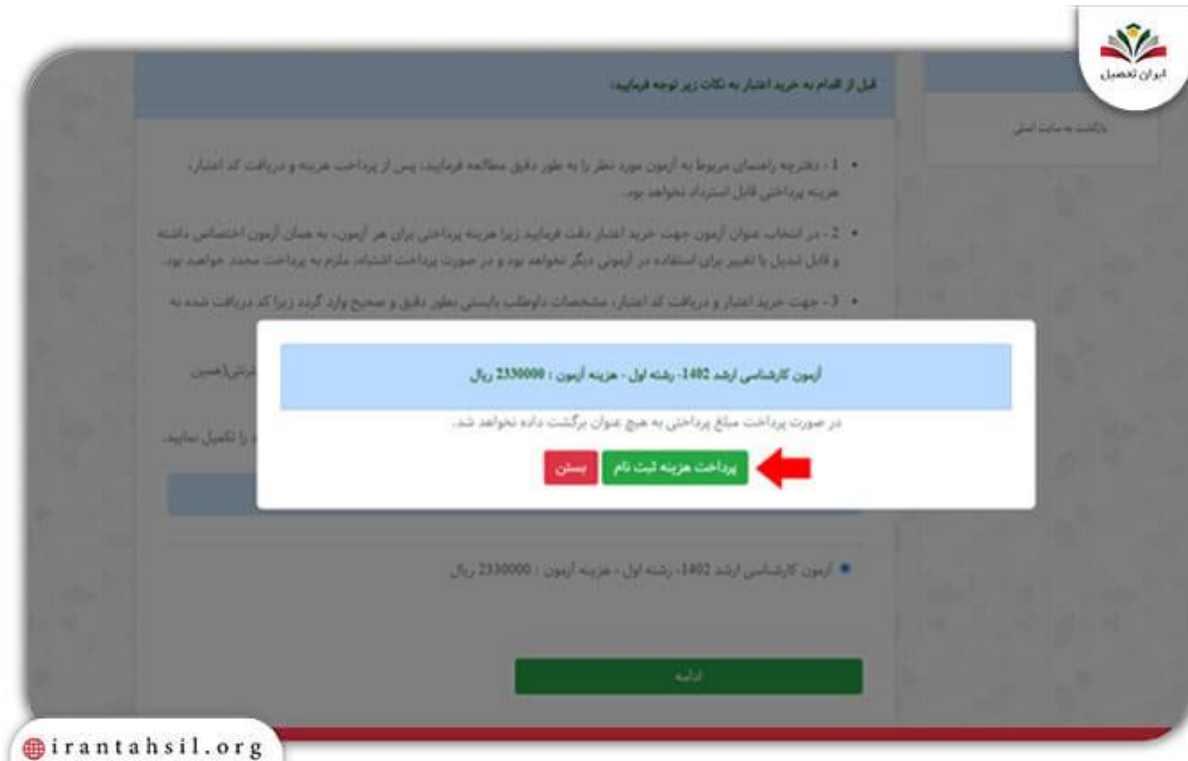 ایران تحصیل
بازگشت به سایت اصلی
قبل از اقدام به خرید اعتبار به نکات زیر توجه فرمایید:
1 - دفترچه راهنمای مربوط به آزمون مورد نظر را به طور دقیق مطالعه فرمایید، پس از پرداخت هزینه و دریافت کد اعتبار،
هزینه پرداختی قابل استرداد نخواهد بود.
2 - در انتخاب عنوان آزمون جهت خرید اعتبار دقت فرمایید زیرا هزینه پرداختی برای هر آزمون، به همان آزمون اختصاص داشته
و قابل تبدیل یا تغییر برای استفاده در آزمونی دیگر نخواهد بود و در صورت پرداخت اشتباه، ملزم به پرداخت مجدد خواهید بود.
3 - جهت خرید اعتبار و دریافت کد اعتبار، مشخصات داوطلب بایستی بطور دقیق و صحیح وارد گردد زیرا کد دریافت شده به
(همین
آزمون کارشناسی ارشد 1402- رشته اول - هزینه آزمون : 2330000 ریال
در صورت پرداخت مبلغ پرداختی به هیچ عنوان برگشت داده نخواهد شد.
را تکمیل نمایید.
پرداخت هزینه ثبت نام
بستن
آزمون کارشناسی ارشد 1402- رشته اول - هزینه آزمون : 2330000 ریال
ادامه
irantahsil.org